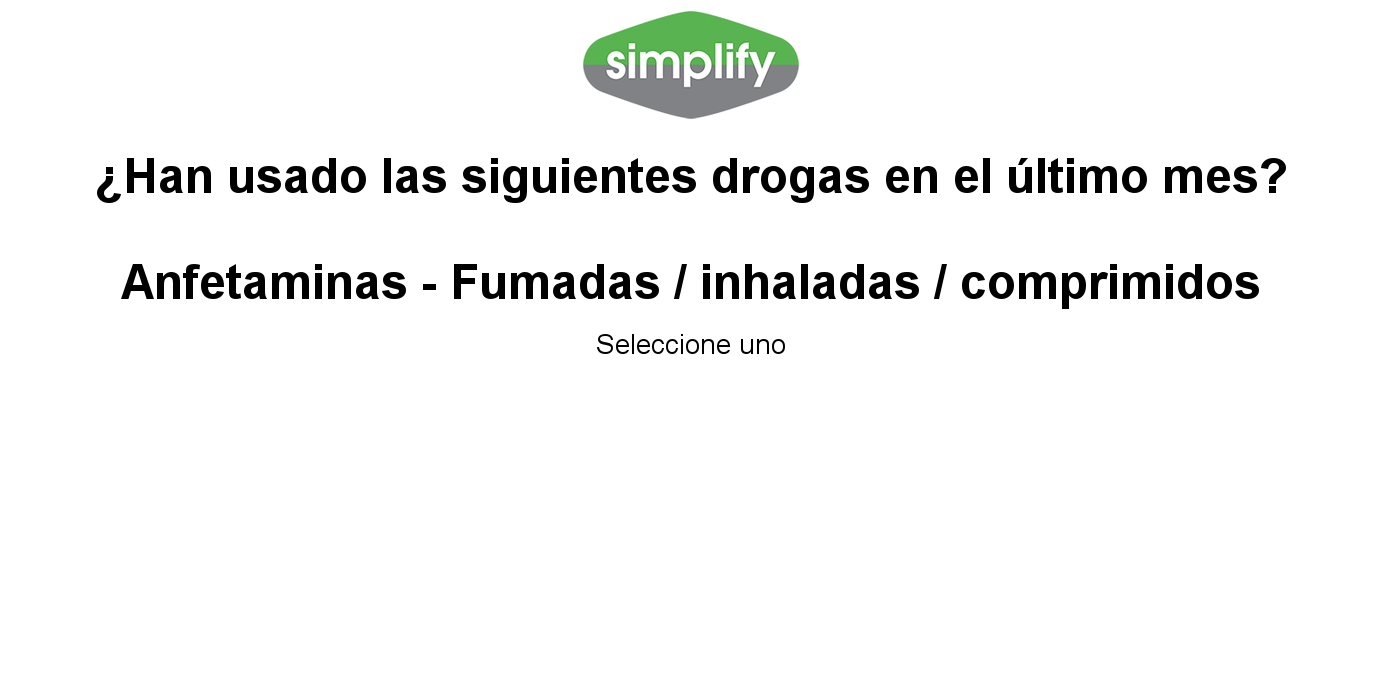 simplify
¿Han usado las siguientes drogas en el último mes?
Anfetaminas - Fumadas / inhaladas / comprimidos
Seleccione uno